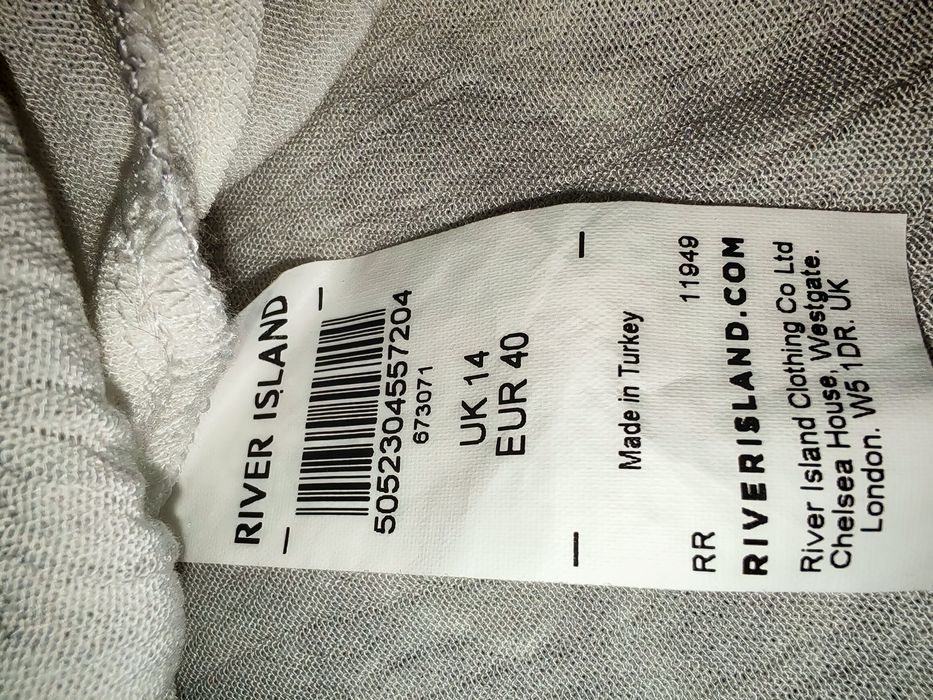 RIVER ISLAND
5052304557204
673071
UK 14
EUR 40
Made in Turkey
RR 11949
RIVERISLAND.COM
River Island Clothing Co Ltd
Chelsea House, Westgate.
London. W5 1DR. UK